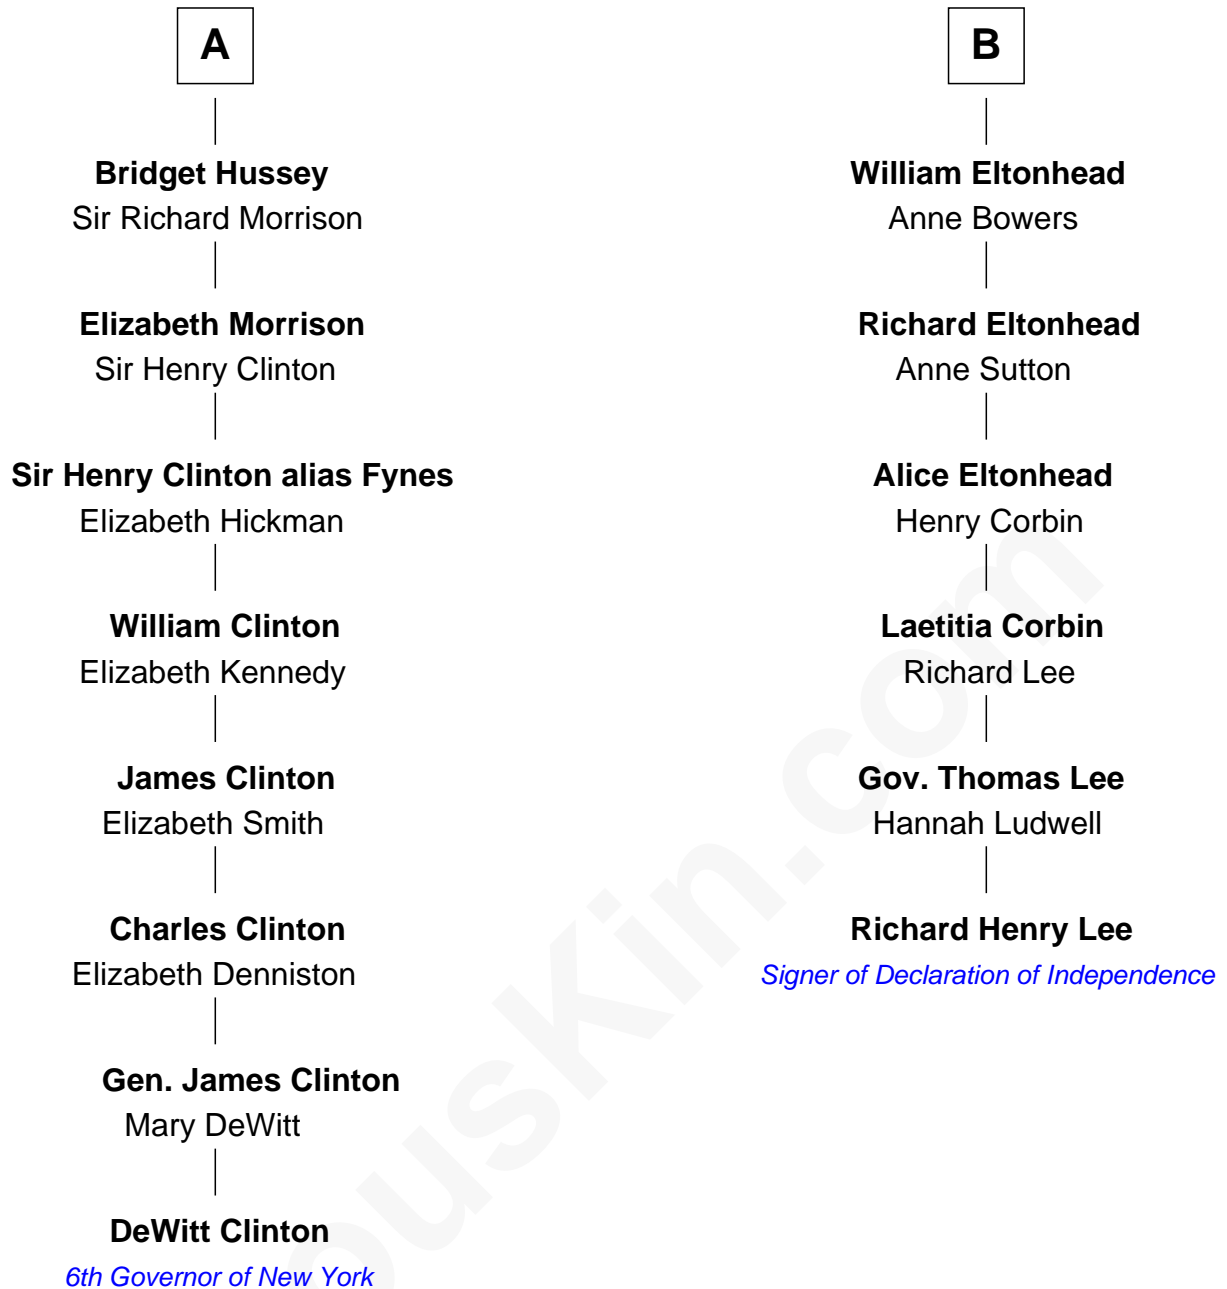 A
Bridget Hussey
Sir Richard Morrison
Elizabeth Morrison
Sir Henry Clinton
Sir Henry Clinton alias Fynes
Elizabeth Hickman
William Clinton
Elizabeth Kennedy
James Clinton
Elizabeth Smith
Charles Clinton
Elizabeth Denniston
Gen. James Clinton
Mary DeWitt
DeWitt Clinton
6th Governor of New York
B
William Eltonhead
Anne Bowers
Richard Eltonhead
Anne Sutton
Alice Eltonhead
Henry Corbin
Laetitia Corbin
Richard Lee
Gov. Thomas Lee
Hannah Ludwell
Richard Henry Lee
Signer of Declaration of Independence
ousKin.com